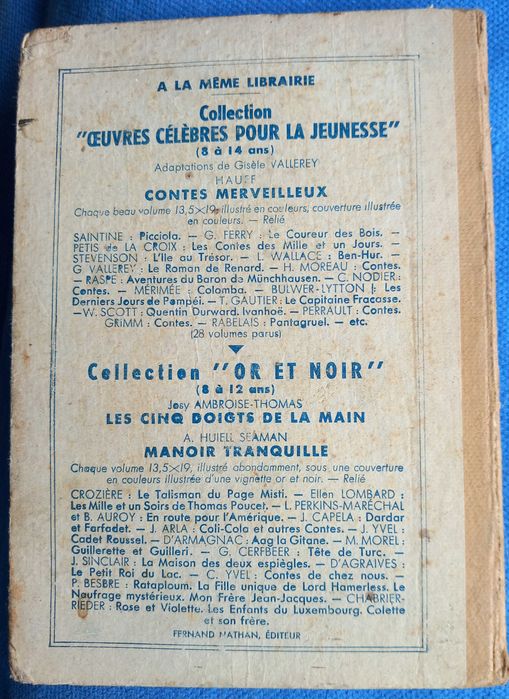 A LA MÊME LIBRAIRIE
Collection
"ŒUVRES CÉLÈBRES POUR LA JEUNESSE"
(8 à 14 ans)
Adaptations de Gisèle VALLEREY
HAUFF
CONTES MERVEILLEUX
Chaque beau volume 13,5×19, illustré en couleurs, couverture illustrée
en couleurs. — Relié
SAINTINE : Picciola. — G. FERRY : Le Coureur des Bois. —
PETIS de LA CROIX : Les Contes des Mille et un Jours. —
STEVENSON : L'Ile au Trésor. — L. WALLACE : Ben-Hur. —
G. VALLEREY : Le Roman de Renard. — H. MOREAU : Contes.
— RASPE : Aventures du Baron de Münchhausen. — C. NODIER :
Contes. — MÉRIMÉE : Colomba. — BULWER-LYTTON : Les
Derniers Jours de Pompéi. — T. GAUTIER : Le Capitaine Fracasse.
— W. SCOTT : Quentin Durward. Ivanhoë. — PERRAULT : Contes.
GRIMM : Contes. — RABELAIS : Pantagruel. — etc.
(28 volumes parus)
Collection "OR ET NOIR"
(8 à 12 ans)
Josy AMBROISE-THOMAS
LES CINQ DOIGTS DE LA MAIN
A. HUIELL SEAMAN
MANOIR TRANQUILLE
Chaque volume 13,5×19, illustré abondamment, sous une couverture
en couleurs illustrée d'une vignette or et noir. — Relié
CROZIÈRE : Le Talisman du Page Misti. — Ellen LOMBARD :
Les Mille et un Soirs de Thomas Poucet. — L. PERKINS-MARÉCHAL
et B. AUROY : En route pour l'Amérique. — J. CAPELA : Dardar
et Farfadet. — J. ARLA : Coli-Colo et autres Contes. — J. YVEL :
Cadet Roussel. — D'ARMAGNAC : Aag la Gitane. — M. MOREL :
Guillerette et Guilleri. — G. CERFBEER : Tête de Turc. —
J. SINCLAIR : La Maison des deux espiègles. — D'AGRAIVES :
Le Petit Roi du Lac. — C. YVEL : Contes de chez nous. —
P. BESBRE : Rataploum. La Fille unique de Lord Hamerless. Le
Naufrage mystérieux. Mon Frère Jean-Jacques. — CHABRIER-
RIEDER : Rose et Violette. Les Enfants du Luxembourg. Colette
et son frère.
FERNAND NATHAN, ÉDITEUR